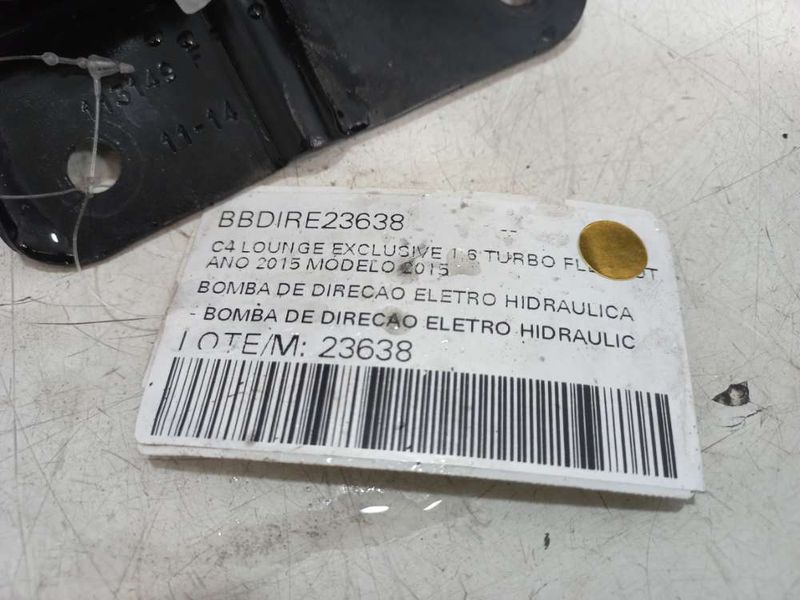 113149
11-14
BBDIRE23638 --
C4 LOUNGE EXCLUSIVE 1.6 TURBO
ANO 2015 MODELO 2015
BOMBA DE DIRECAO ELETRO HIDRAULICA
- BOMBA DE DIRECAO ELETRO HIDRAULIC
LOTE/M: 23638